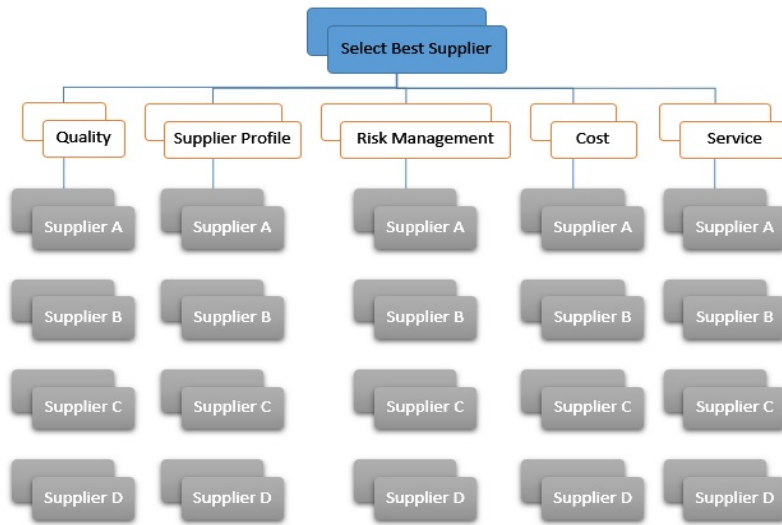 Select Best Supplier
Quality Supplier Profile Risk Management Cost Service
Supplier A Supplier A Supplier A Supplier A Supplier A
Supplier B Supplier B Supplier B Supplier B Supplier B
Supplier C Supplier C Supplier C Supplier C Supplier C
Supplier D Supplier D Supplier D Supplier D Supplier D